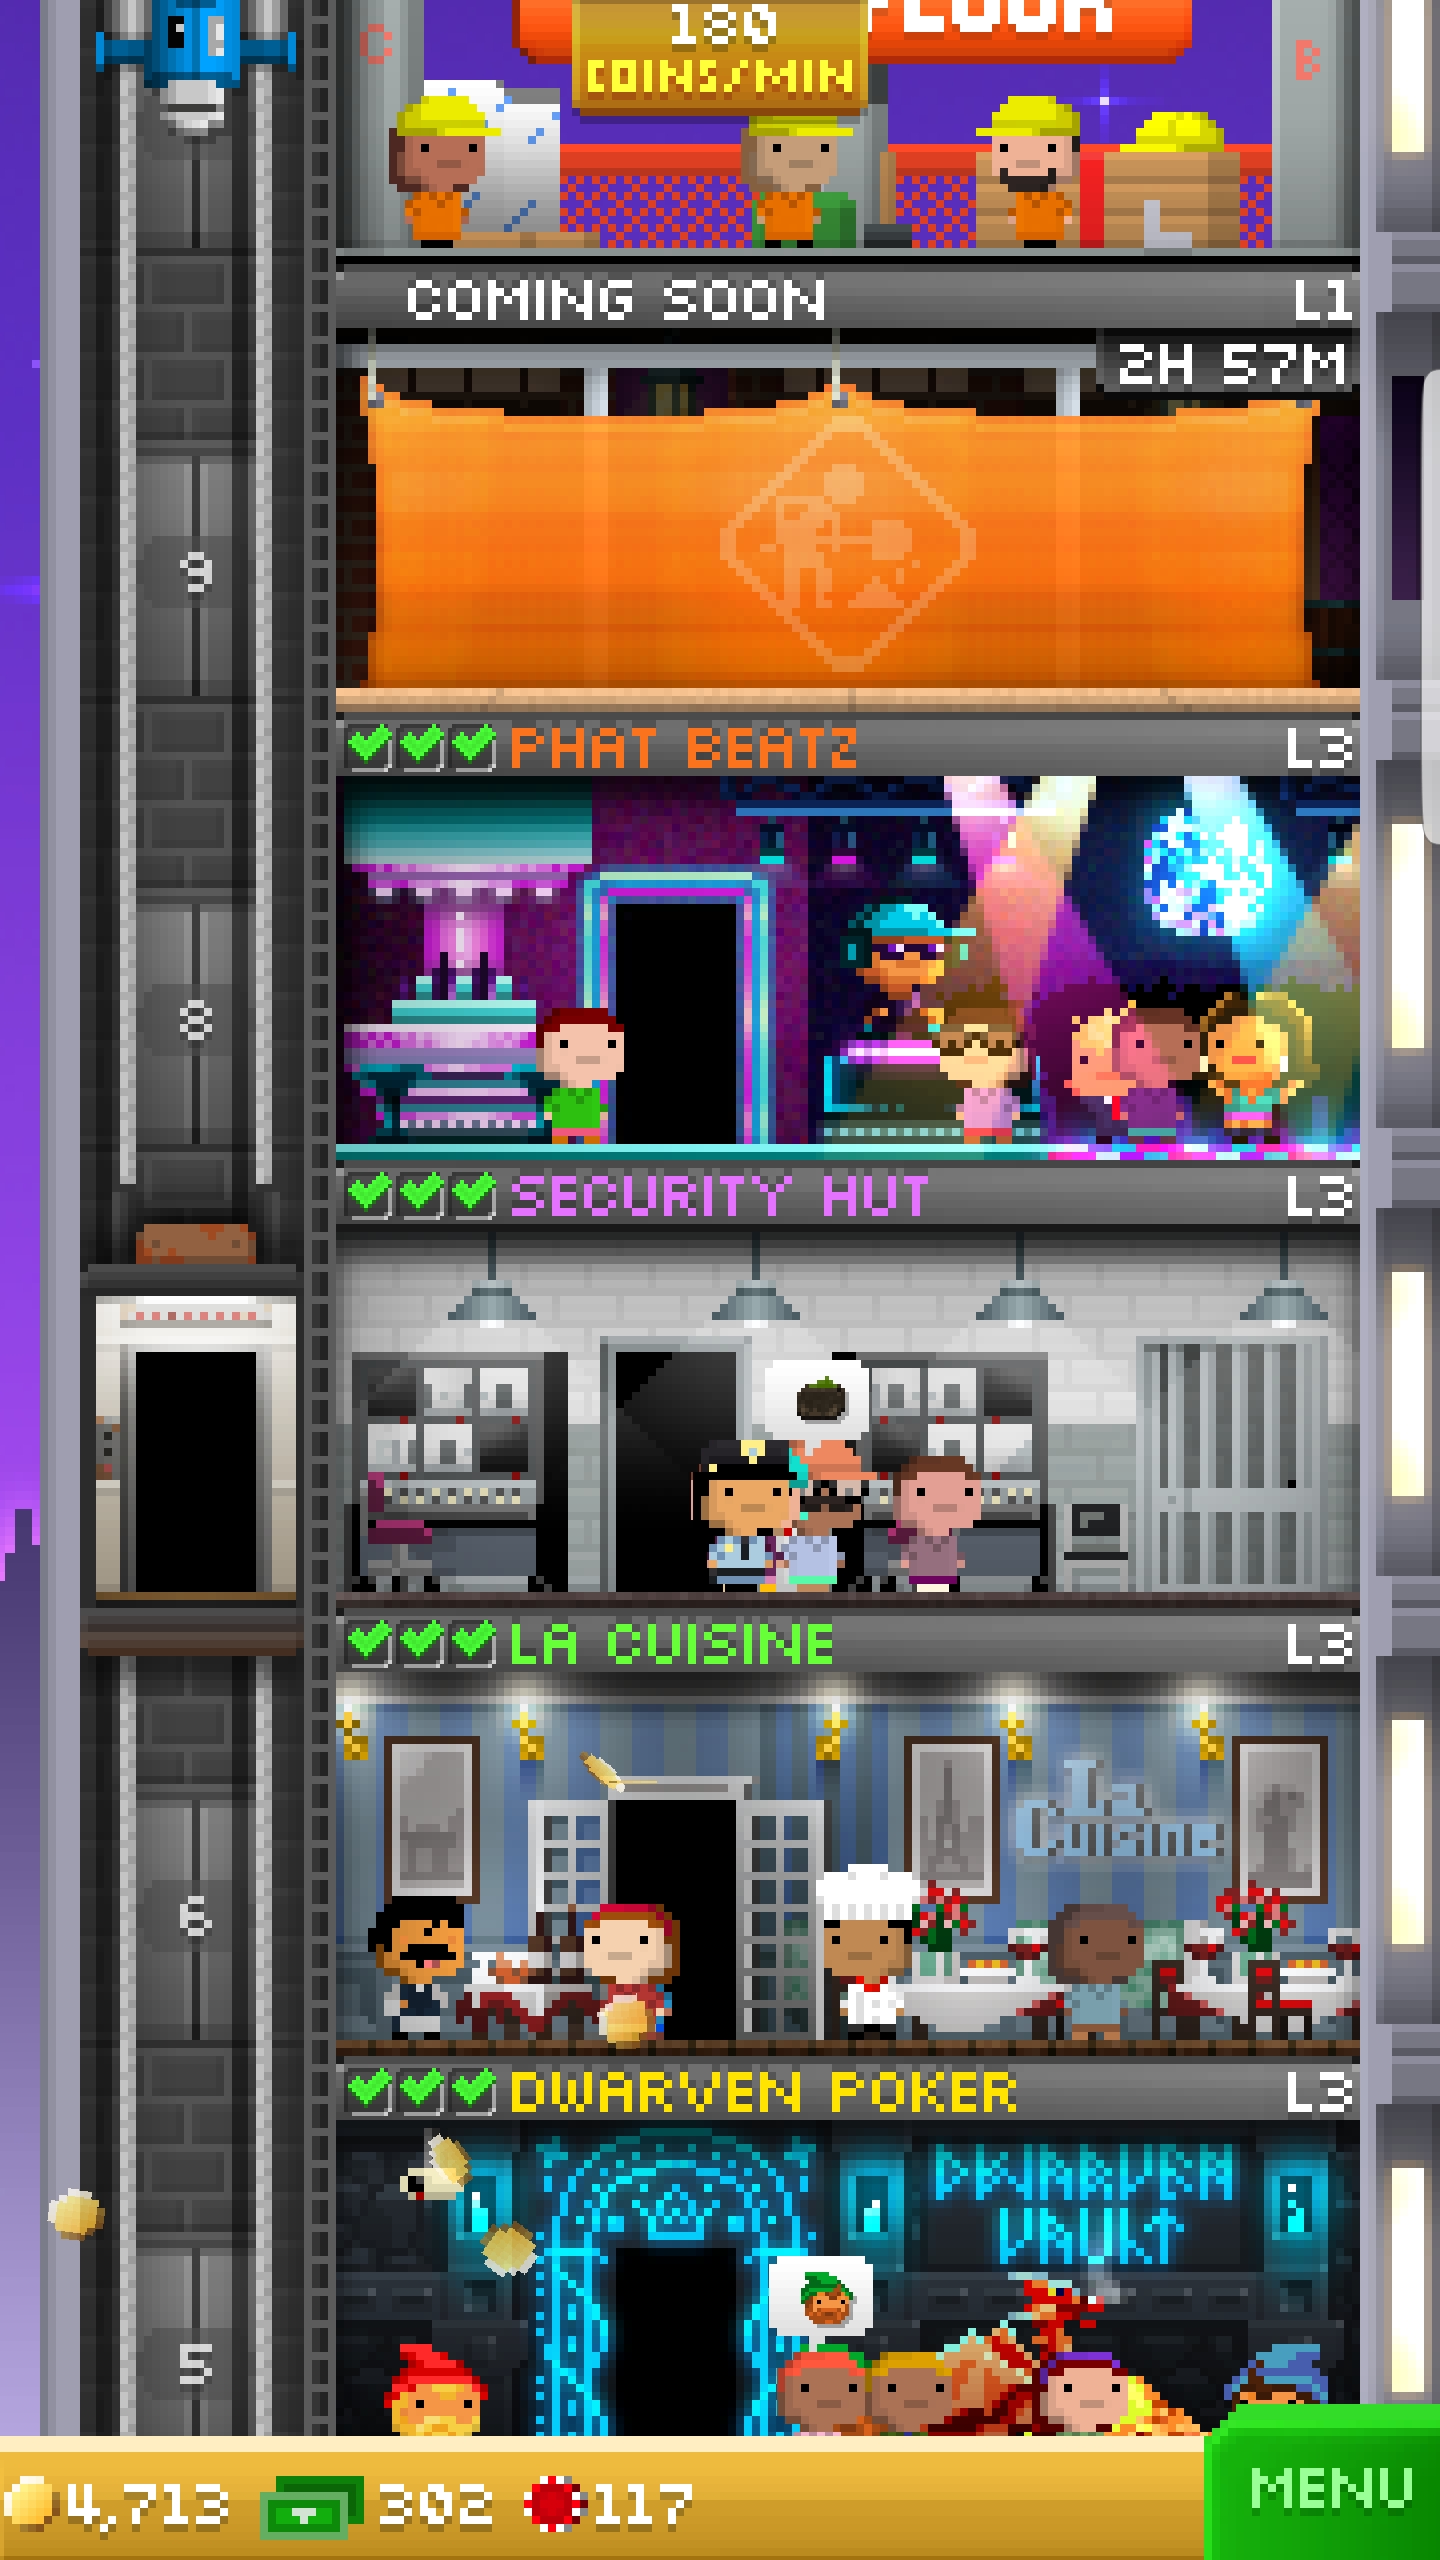 180
FLOOR
COINS/MIN
C
B
COMING SOON L1
2H 57M
9
PHAT BEATZ L3
8
SECURITY HUT L3
LA CUISINE L3
La
Cuisine
6
DWARVEN POKER L3
DWARVEN
VAULT
5
4,713 302 117
MENU